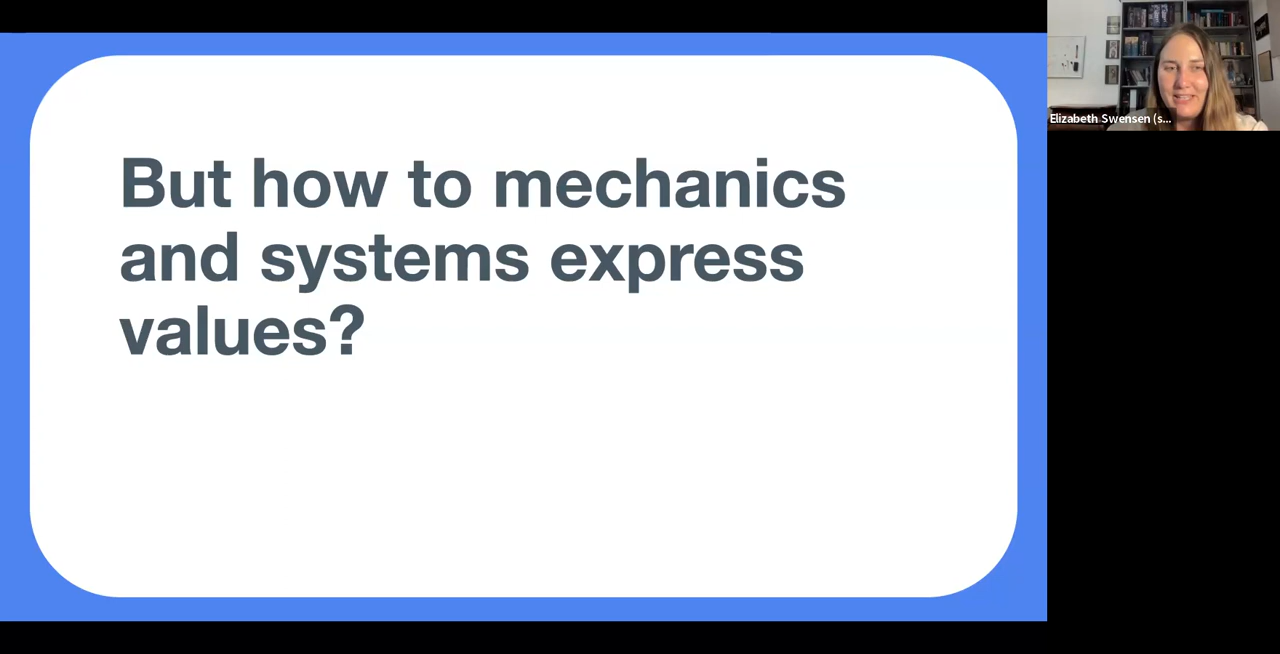 But how to mechanics
and systems express
values?
Elizabeth Swensen (s...